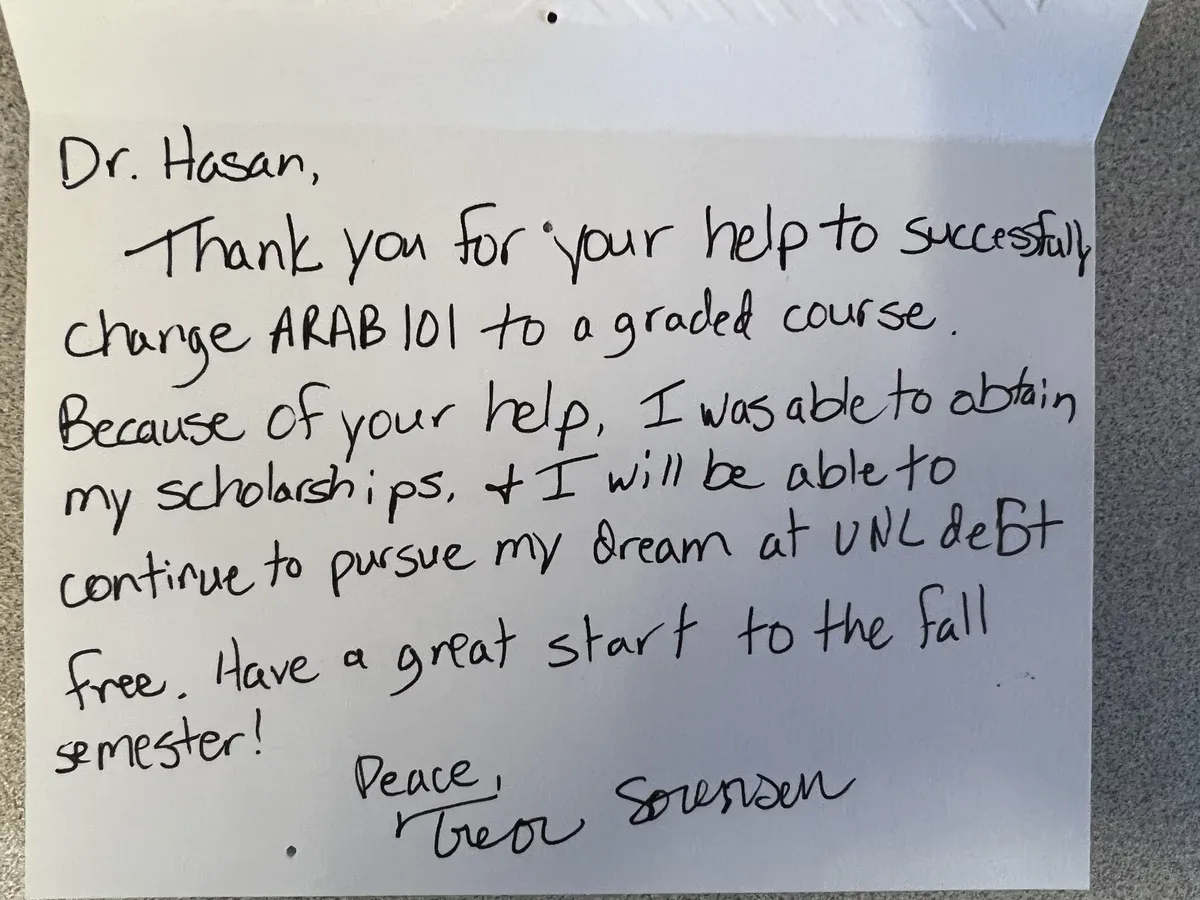 Dr. Hasan,
Thank you for your help to successfully
change ARAB 101 to a graded course.
Because of your help, I was able to obtain
my scholarships, + I will be able to
continue to pursue my dream at UNL debt
free. Have a great start to the fall
semester!
Peace,
Trevor Sorensen